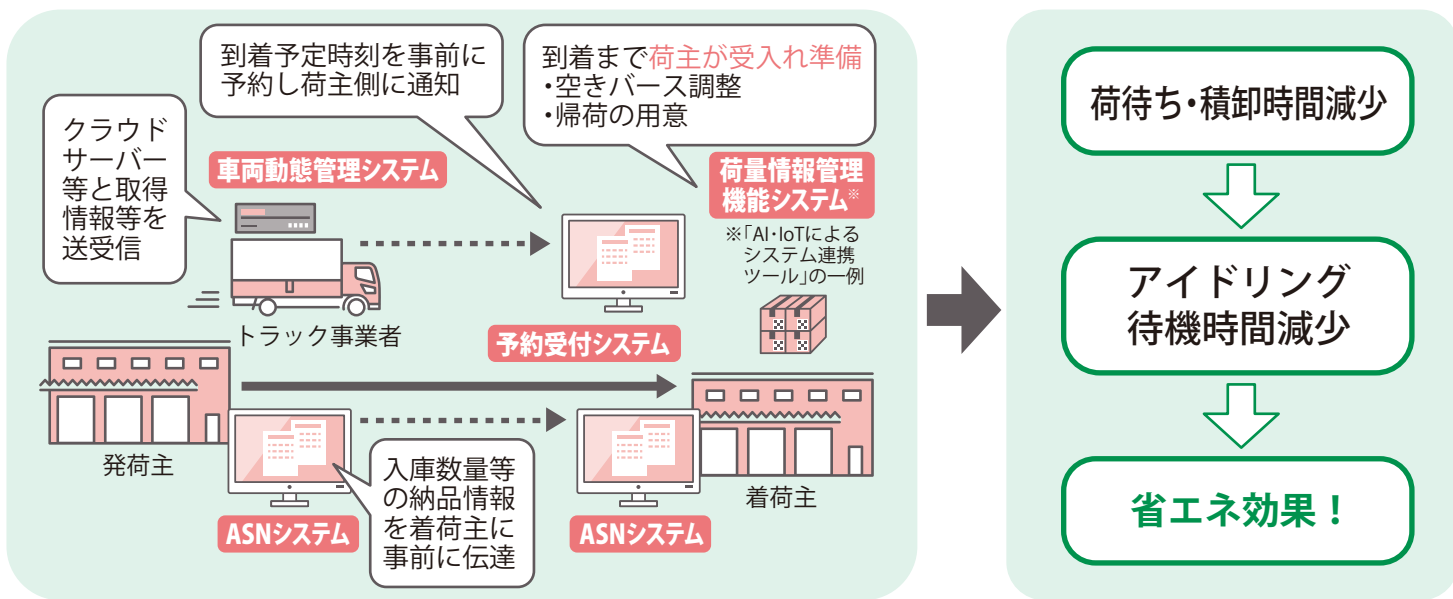 到着予定時刻を事前に
予約し荷主側に通知
到着まで荷主が受入れ準備
・空きバース調整
・帰荷の用意
クラウド
サーバー
等と取得
情報等を
送受信
車両動態管理システム
荷量情報管理
機能システム※
※「AI・IoTによる
システム連携
ツール」の一例
トラック事業者
予約受付システム
発荷主
着荷主
入庫数量等
の納品情報
を着荷主に
事前に伝達
ASNシステム
ASNシステム
荷待ち・積卸時間減少
アイドリング
待機時間減少
省エネ効果！